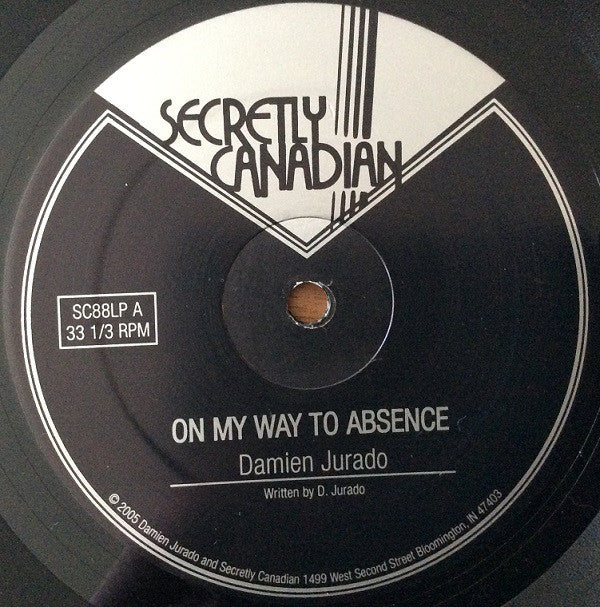 SECRETLY
CANADIAN
SC88LP A
33 1/3 RPM
ON MY WAY TO ABSENCE
Damien Jurado
Written by D. Jurado
© 2005 Damien Jurado and Secretly Canadian 1499 West Second Street Bloomington, IN 47403